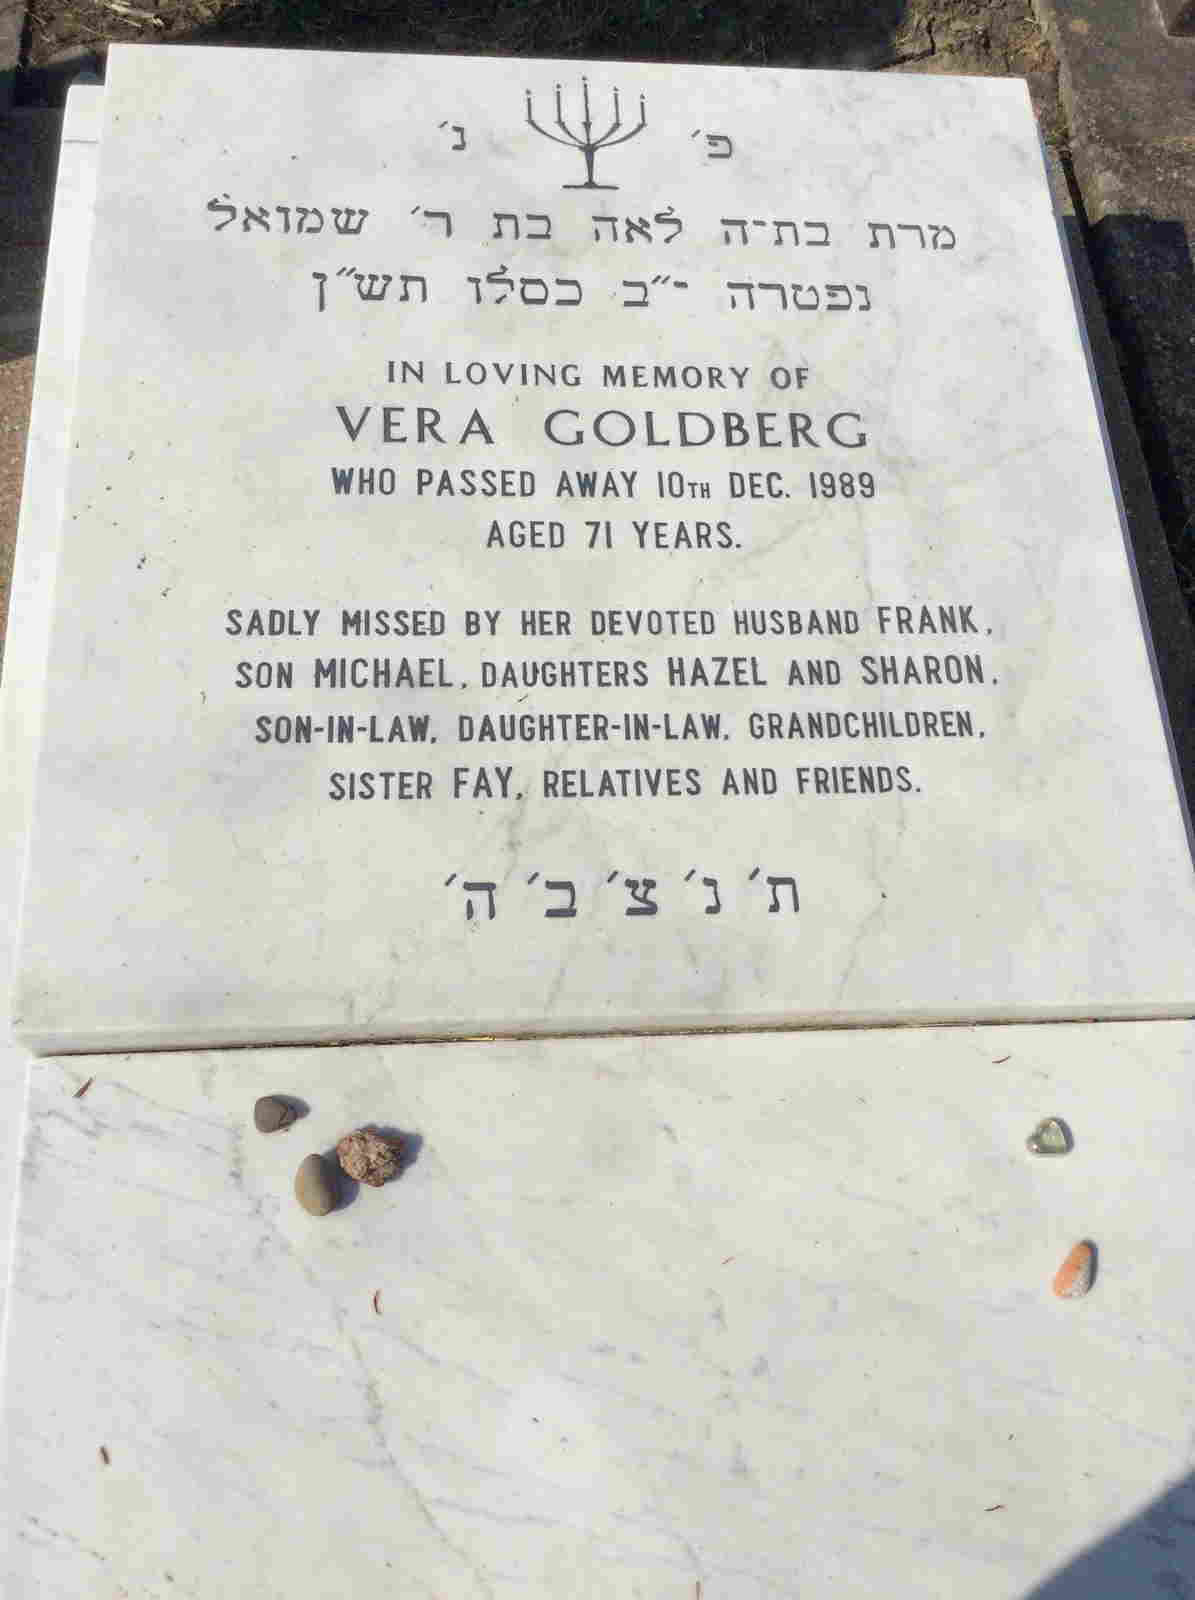 פ׳ נ׳
מרת בת־ה לאה בת ר׳ שמואל
נפטרה י״ב כסלו תש״ן
IN LOVING MEMORY OF
VERA GOLDBERG
WHO PASSED AWAY 10TH DEC. 1989
AGED 71 YEARS.
SADLY MISSED BY HER DEVOTED HUSBAND FRANK,
SON MICHAEL, DAUGHTERS HAZEL AND SHARON,
SON-IN-LAW, DAUGHTER-IN-LAW, GRANDCHILDREN,
SISTER FAY, RELATIVES AND FRIENDS.
ת׳ נ׳ צ׳ ב׳ ה׳